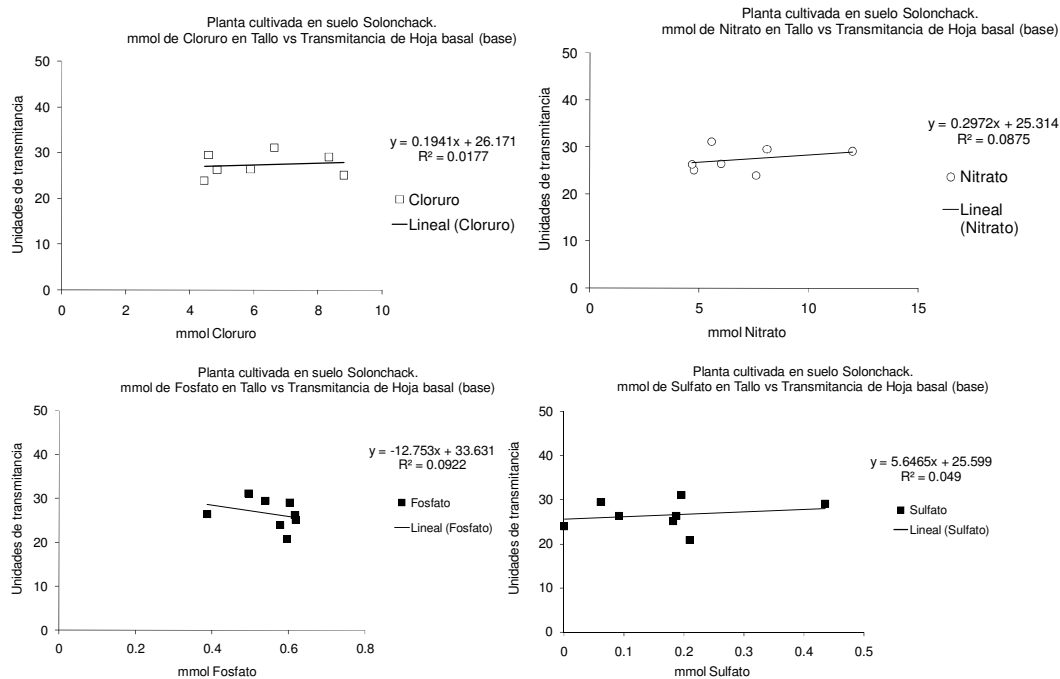 Planta cultivada en suelo Solonchack.
mmol de Cloruro en Tallo vs Transmitancia de Hoja basal (base)
50
40
30
20
10
0
Unidades de transmitancia
y = 0.1941x + 26.171
R² = 0.0177
Cloruro
Lineal (Cloruro)
0 2 4 6 8 10
mmol Cloruro
Planta cultivada en suelo Solonchack.
mmol de Nitrato en Tallo vs Transmitancia de Hoja basal (base)
50
40
30
20
10
0
Unidades de transmitancia
y = 0.2972x + 25.314
R² = 0.0875
Nitrato
Lineal
(Nitrato)
0 5 10 15
mmol Nitrato
Planta cultivada en suelo Solonchack.
mmol de Fosfato en Tallo vs Transmitancia de Hoja basal (base)
50
40
30
20
10
0
Unidades de transmitancia
y = -12.753x + 33.631
R² = 0.0922
Fosfato
Lineal (Fosfato)
0 0.2 0.4 0.6 0.8
mmol Fosfato
Planta cultivada en suelo Solonchack.
mmol de Sulfato en Tallo vs Transmitancia de Hoja basal (base)
50
40
30
20
10
0
Unidades de transmitancia
y = 5.6465x + 25.599
R² = 0.049
Sulfato
Lineal (Sulfato)
0 0.1 0.2 0.3 0.4 0.5
mmol Sulfato